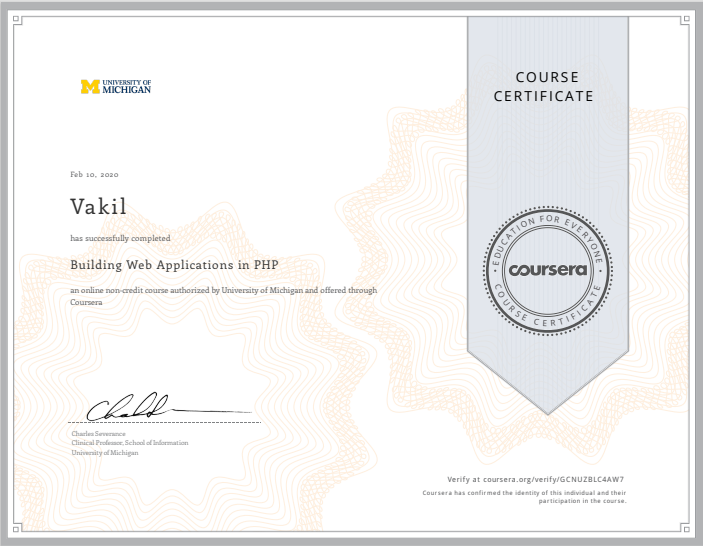 UNIVERSITY OF
MICHIGAN
COURSE
CERTIFICATE
Feb 10, 2020
Vakil
has successfully completed
Building Web Applications in PHP
an online non-credit course authorized by University of Michigan and offered through
Coursera
EDUCATION FOR EVERYONE
coursera
COURSE CERTIFICATE
Charles Severance
Clinical Professor, School of Information
University of Michigan
Verify at coursera.org/verify/GCNUZBLC4AW7
Coursera has confirmed the identity of this individual and their
participation in the course.